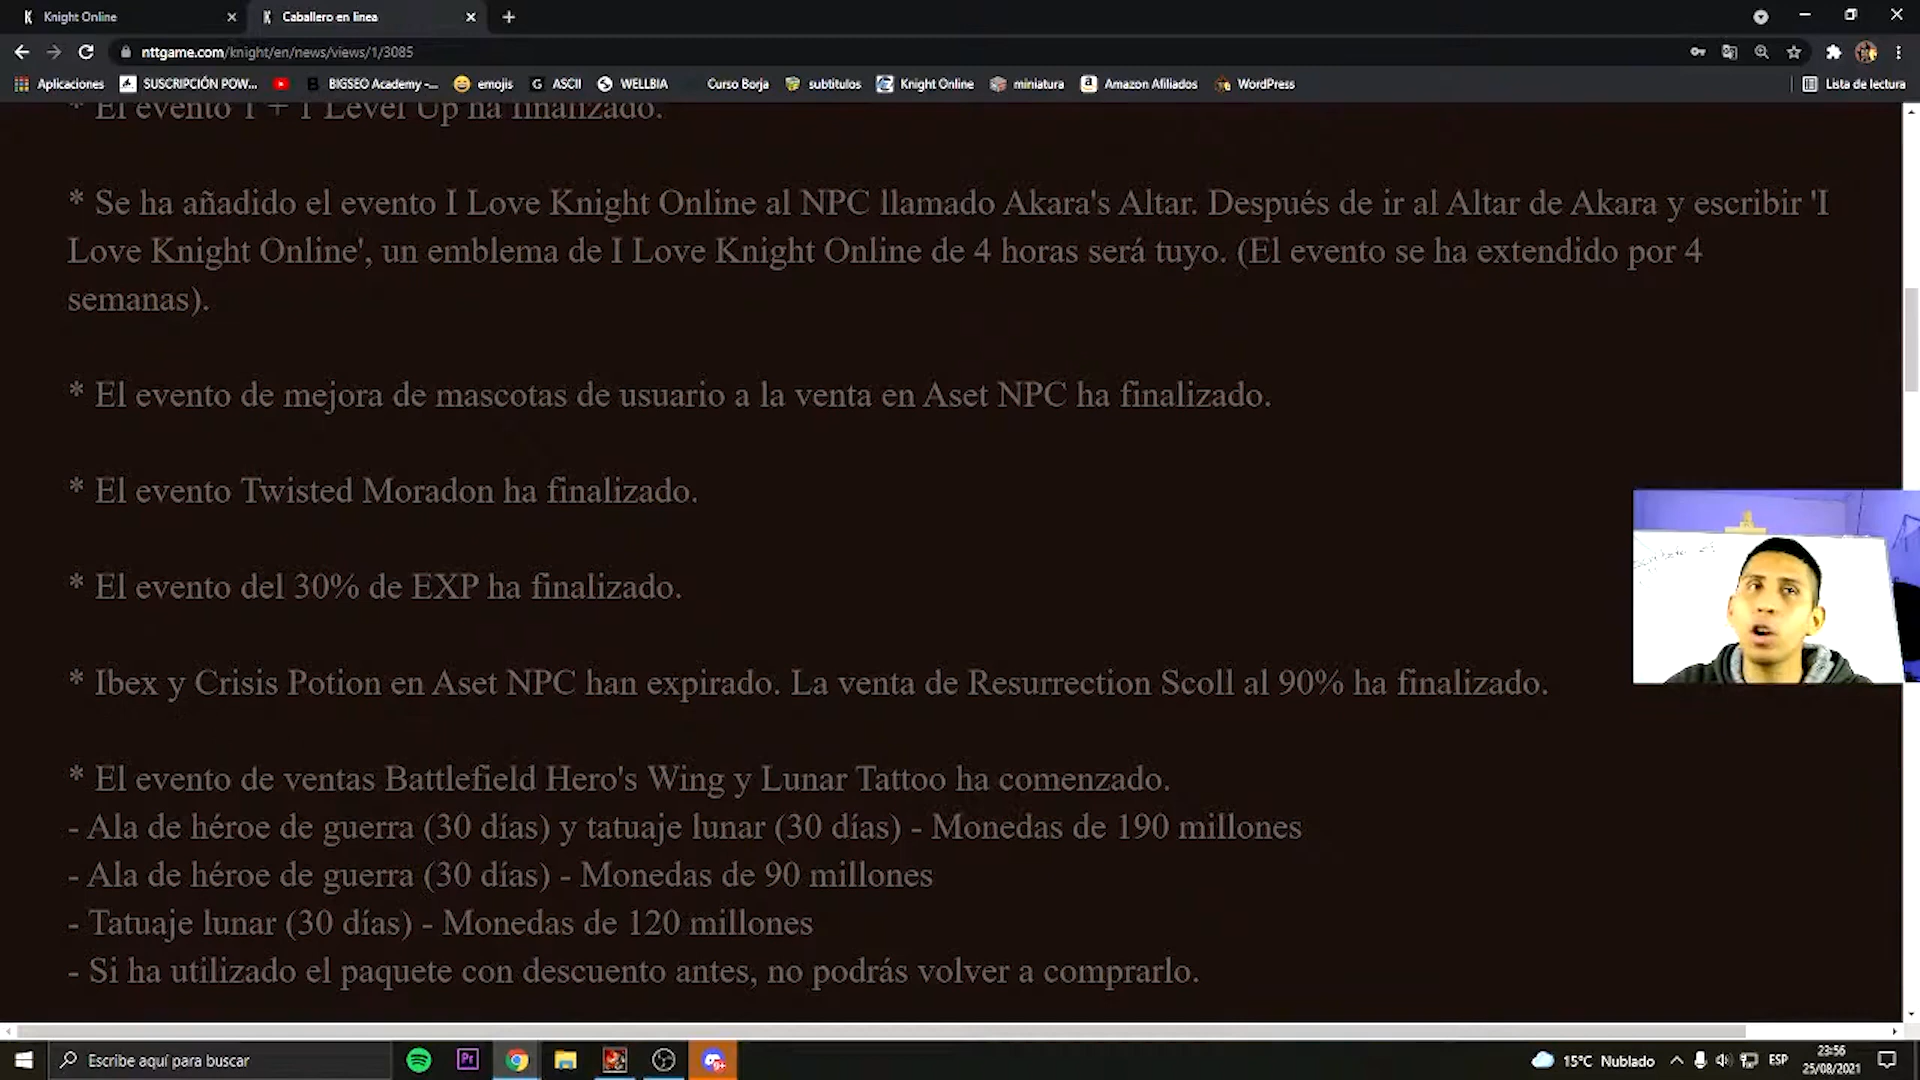 Knight Online
Caballero en linea
nttgame.com/knight/en/news/views/1/3085
Aplicaciones
SUSCRIPCIÓN POW...
BIGSEO Academy -...
emojis
ASCII
WELLBIA
Curso Borja
subtitulos
Knight Online
miniatura
Amazon Afiliados
WordPress
Lista de lectura
* El evento 1 + 1 Level Up ha finalizado.
* Se ha añadido el evento I Love Knight Online al NPC llamado Akara's Altar. Después de ir al Altar de Akara y escribir 'I
Love Knight Online', un emblema de I Love Knight Online de 4 horas será tuyo. (El evento se ha extendido por 4
semanas).
* El evento de mejora de mascotas de usuario a la venta en Aset NPC ha finalizado.
* El evento Twisted Moradon ha finalizado.
* El evento del 30% de EXP ha finalizado.
* Ibex y Crisis Potion en Aset NPC han expirado. La venta de Resurrection Scoll al 90% ha finalizado.
* El evento de ventas Battlefield Hero's Wing y Lunar Tattoo ha comenzado.
- Ala de héroe de guerra (30 días) y tatuaje lunar (30 días) - Monedas de 190 millones
- Ala de héroe de guerra (30 días) - Monedas de 90 millones
- Tatuaje lunar (30 días) - Monedas de 120 millones
- Si ha utilizado el paquete con descuento antes, no podrás volver a comprarlo.
Escribe aquí para buscar
Pr
15°C Nublado
ESP
23:56
25/08/2021